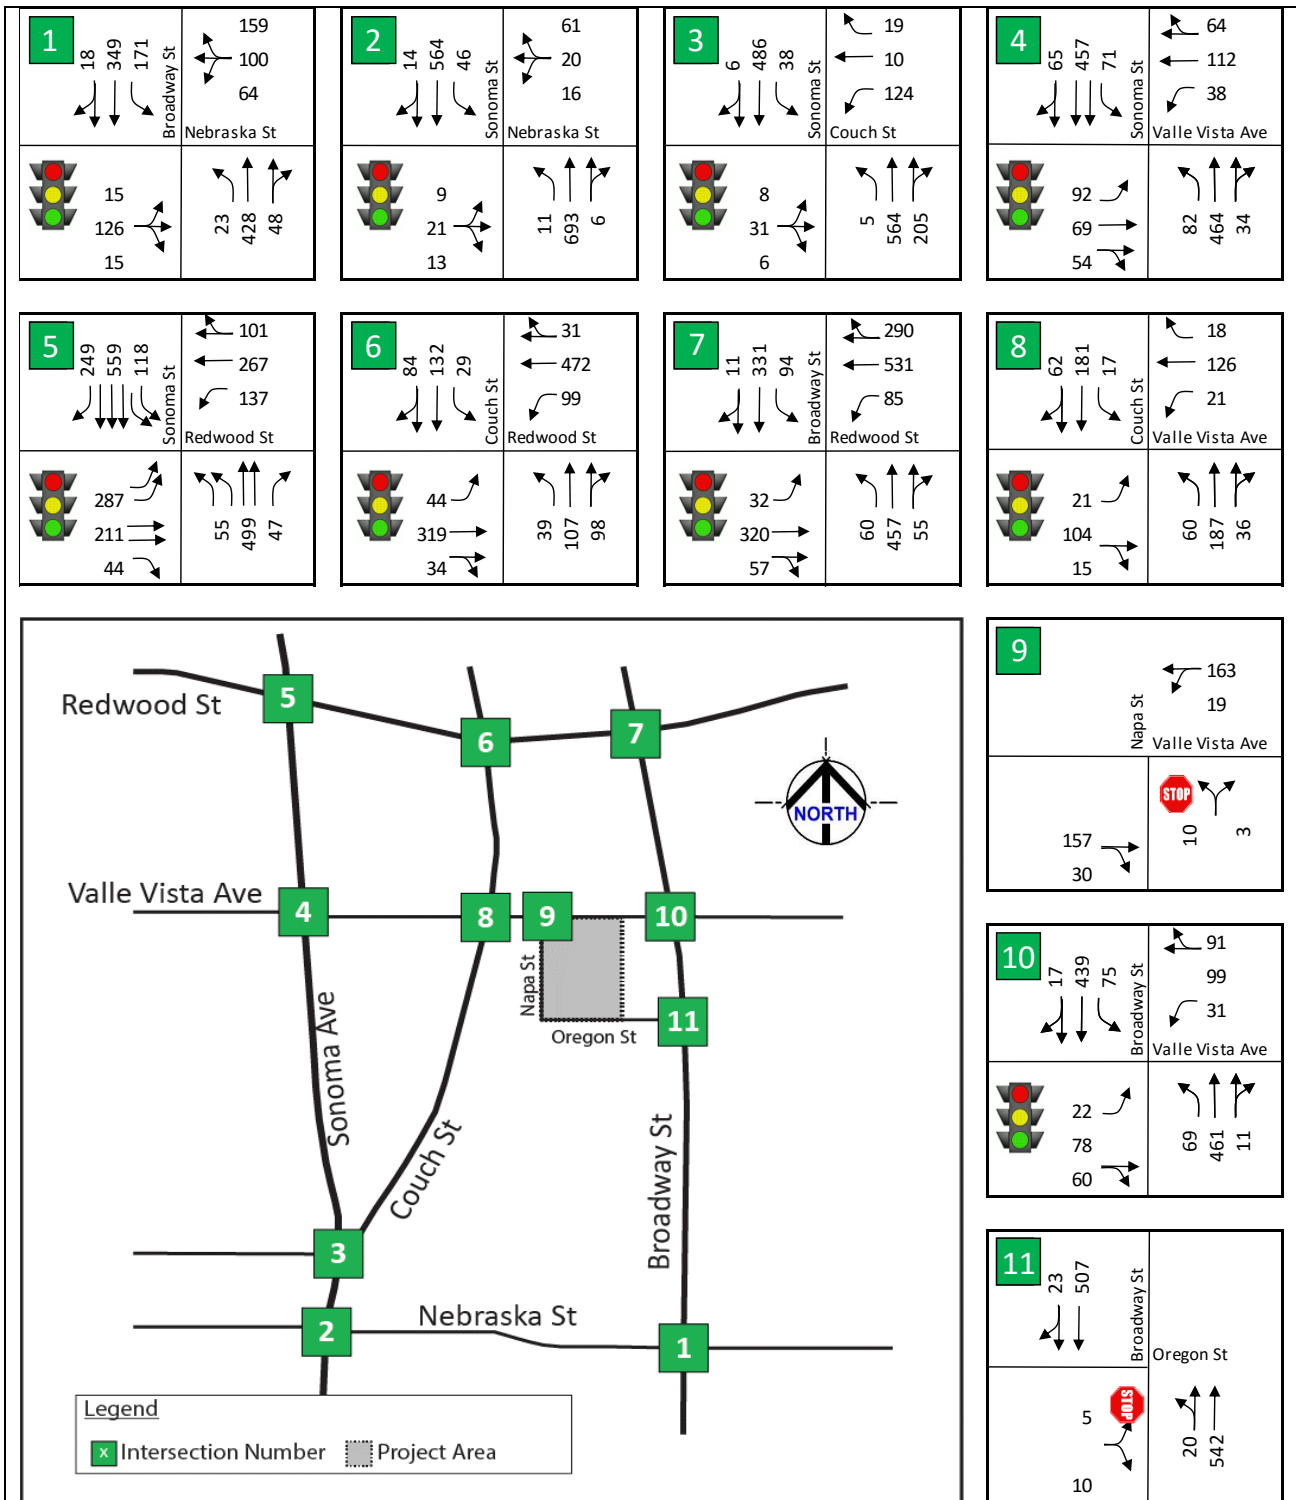 1
18 349 171
Broadway St
159
100
64
Nebraska St
15
126
15
23 428 48
2
14 564 46
Sonoma St
61
20
16
Nebraska St
9
21
13
11 693 6
3
6 486 38
Sonoma St
19
10
124
Couch St
8
31
6
5 564 205
4
65 457 71
Sonoma St
64
112
38
Valle Vista Ave
92
69
54
82 464 34
5
249 559 118
Sonoma St
101
267
137
Redwood St
287
211
44
55 499 47
6
84 132 29
Couch St
31
472
99
Redwood St
44
319
34
39 107 98
7
11 331 94
Broadway St
290
531
85
Redwood St
32
320
57
60 457 55
8
62 181 17
Couch St
18
126
21
Valle Vista Ave
21
104
15
60 187 36
9
Napa St
163
19
Valle Vista Ave
157
30
STOP
10 3
10
17 439 75
Broadway St
91
99
31
Valle Vista Ave
22
78
60
69 461 11
11
23 507
Broadway St
Oregon St
5
STOP
10
20 542
Redwood St
5
6
7
NORTH
Valle Vista Ave
4
8
9
10
Napa St
11
Oregon St
Sonoma Ave
Couch St
Broadway St
3
2
Nebraska St
1
Legend
x Intersection Number
Project Area